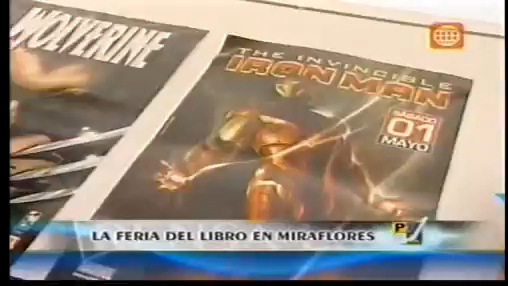 WOLVERINE
THE INVINCIBLE
IRON MAN
SÁBADO
01
MAYO
LA FERIA DEL LIBRO EN MIRAFLORES
P